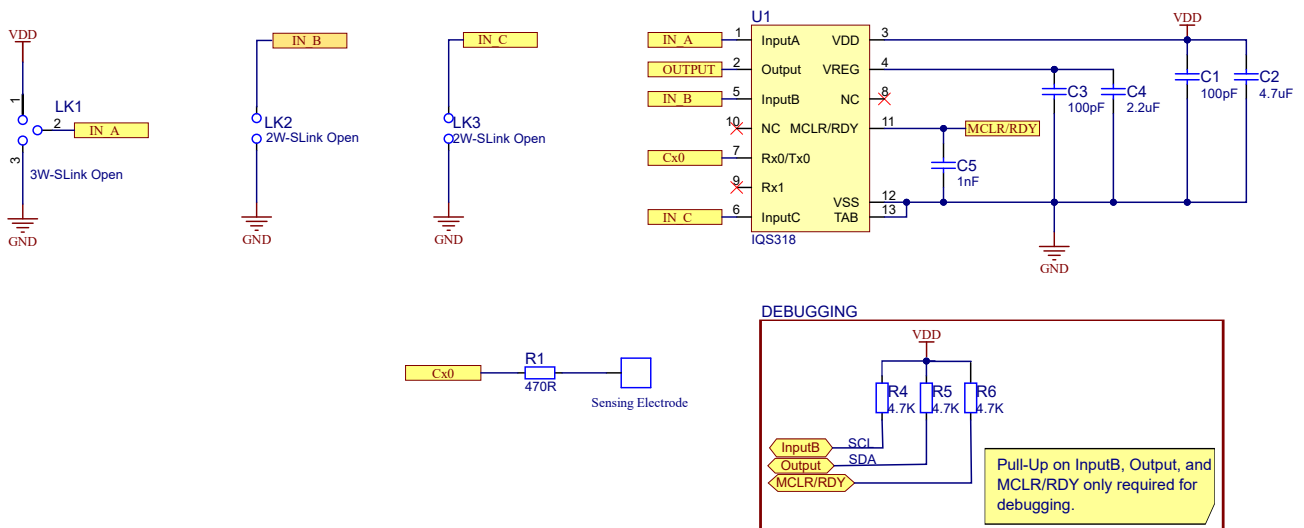 VDD
1
LK1
2
IN_A
3
3W-SLink Open
GND
IN_B
LK2
2W-SLink Open
GND
IN_C
LK3
2W-SLink Open
GND
U1
IN_A 1 InputA VDD 3
OUTPUT 2 Output VREG 4
IN_B 5 InputB NC 8
10 NC MCLR/RDY 11 MCLR/RDY
Cx0 7 Rx0/Tx0
9 Rx1 VSS 12
IN_C 6 InputC TAB 13
IQS318
VDD
C1
100pF
C2
4.7uF
C3
100pF
C4
2.2uF
C5
1nF
GND
Cx0
R1
470R
Sensing Electrode
DEBUGGING
VDD
R4 R5 R6
4.7K 4.7K 4.7K
InputB SCL
Output SDA
MCLR/RDY
Pull-Up on InputB, Output, and
MCLR/RDY only required for
debugging.